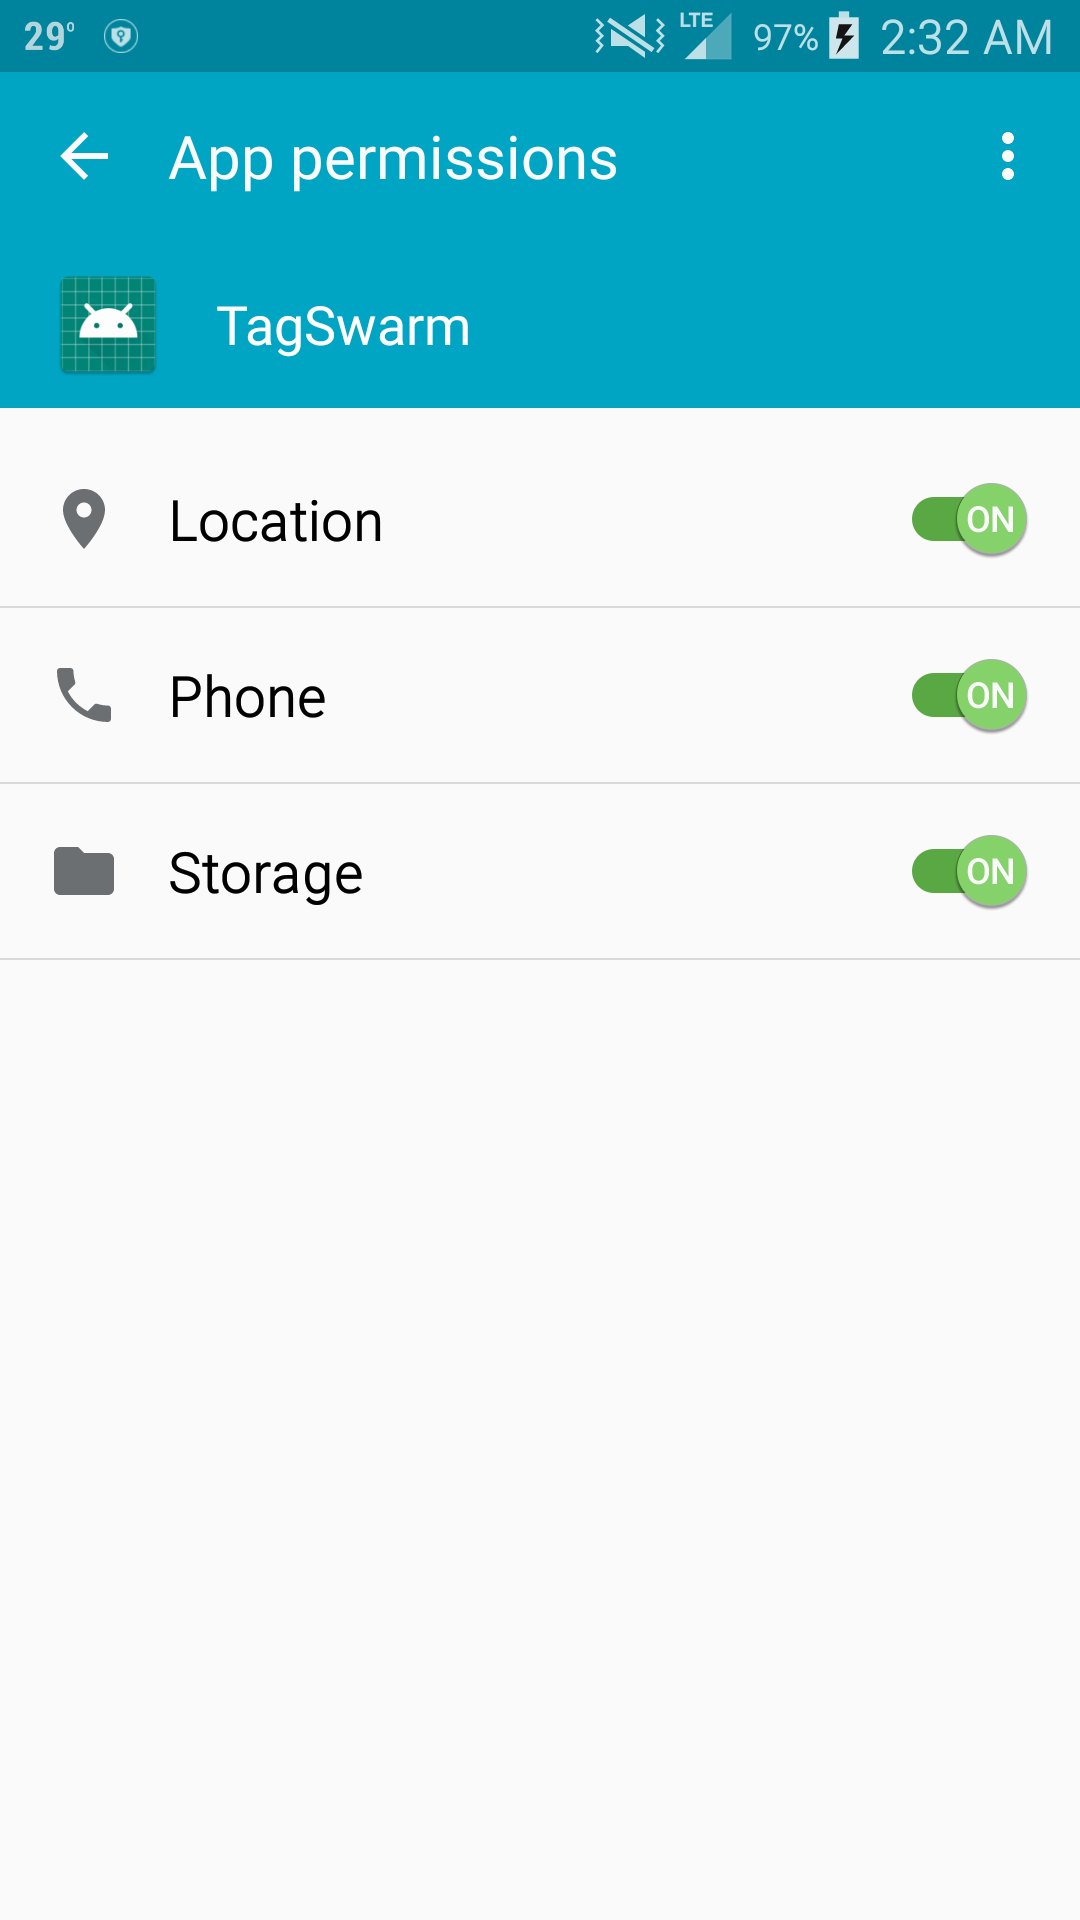 29° LTE 97% 2:32 AM
App permissions
TagSwarm
Location ON
Phone ON
Storage ON